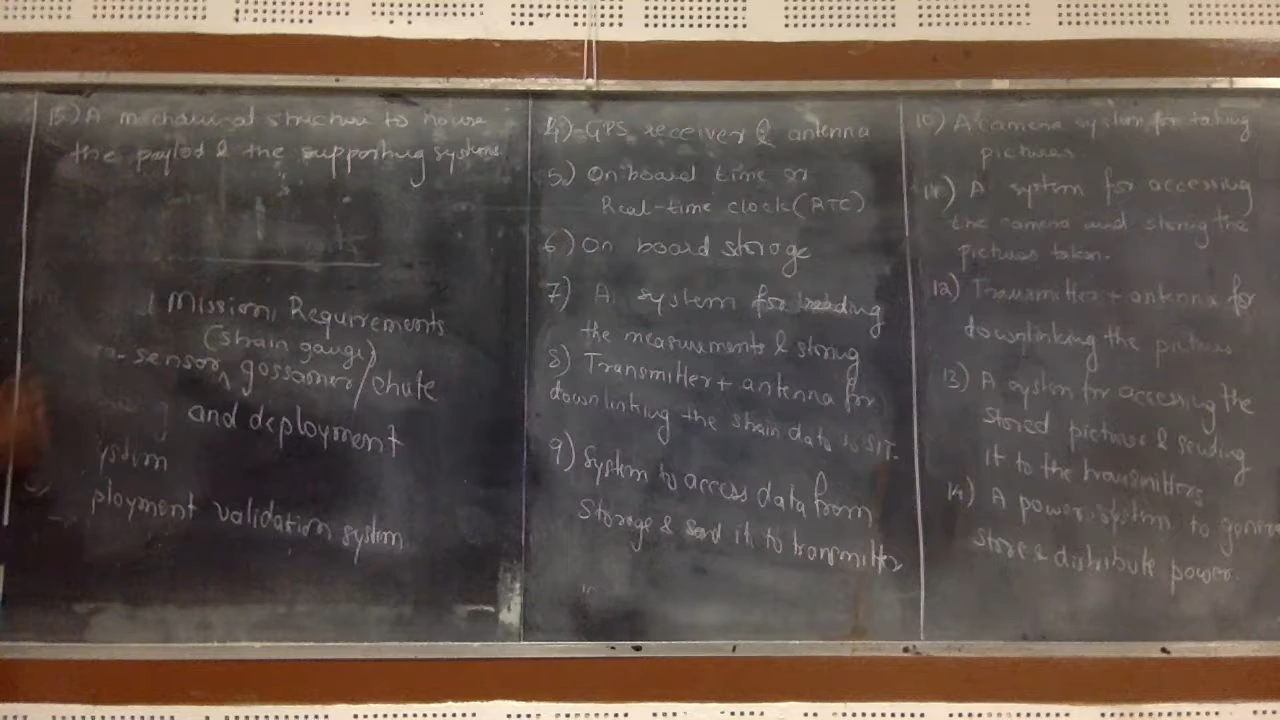 15) A mechanical structure to house
the paylod & the supporting systems
Mission Requirements
(strain gauge)
sensor ^ gossamer/chute
and deployment
ystem
ployment validation system
4) GPS receiver & antenna
5) Onboard time or
Real-time clock (RTC)
6) On board storage
7) A system for reading
the measurements & storing
8) Transmitter + antenna for
downlinking the strain data to SIT.
9) System to access data from
storage & send it to transmitter
10) A camera system for taking
pictures.
11) A system for accessing
the camera and storing the
pictures taken.
12) Transmitter + antenna for
downlinking the pictures
13) A system for accessing the
stored pictures & sending
it to the transmitters
14) A power system to genera
store & distribute power.